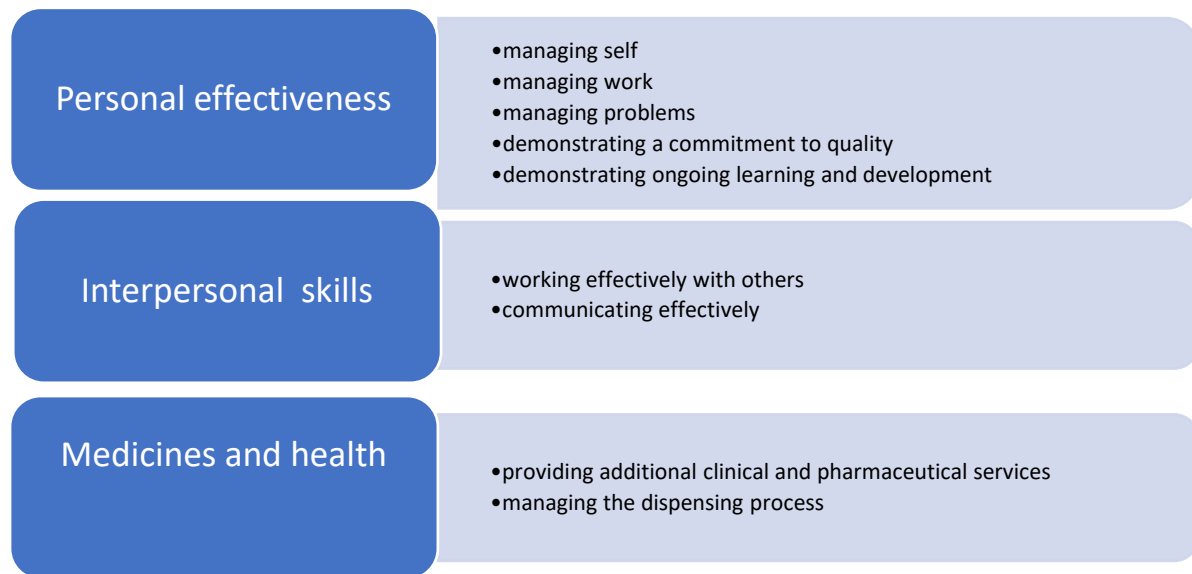 Personal effectiveness
•managing self
•managing work
•managing problems
•demonstrating a commitment to quality
•demonstrating ongoing learning and development
Interpersonal  skills
•working effectively with others
•communicating effectively
Medicines and health
•providing additional clinical and pharmaceutical services
•managing the dispensing process